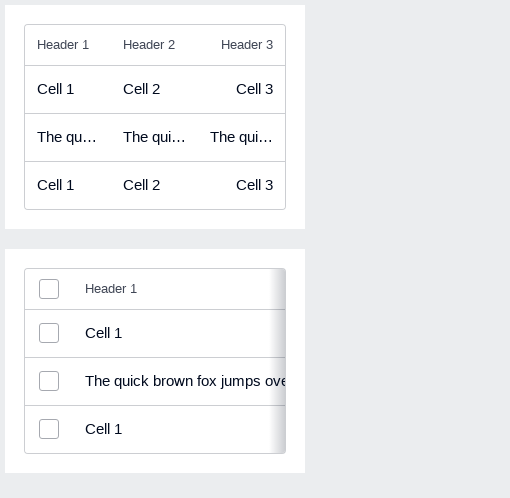 Header 1 Header 2 Header 3
Cell 1 Cell 2 Cell 3
The qu… The qui… The qui…
Cell 1 Cell 2 Cell 3
Header 1
Cell 1
The quick brown fox jumps ove
Cell 1